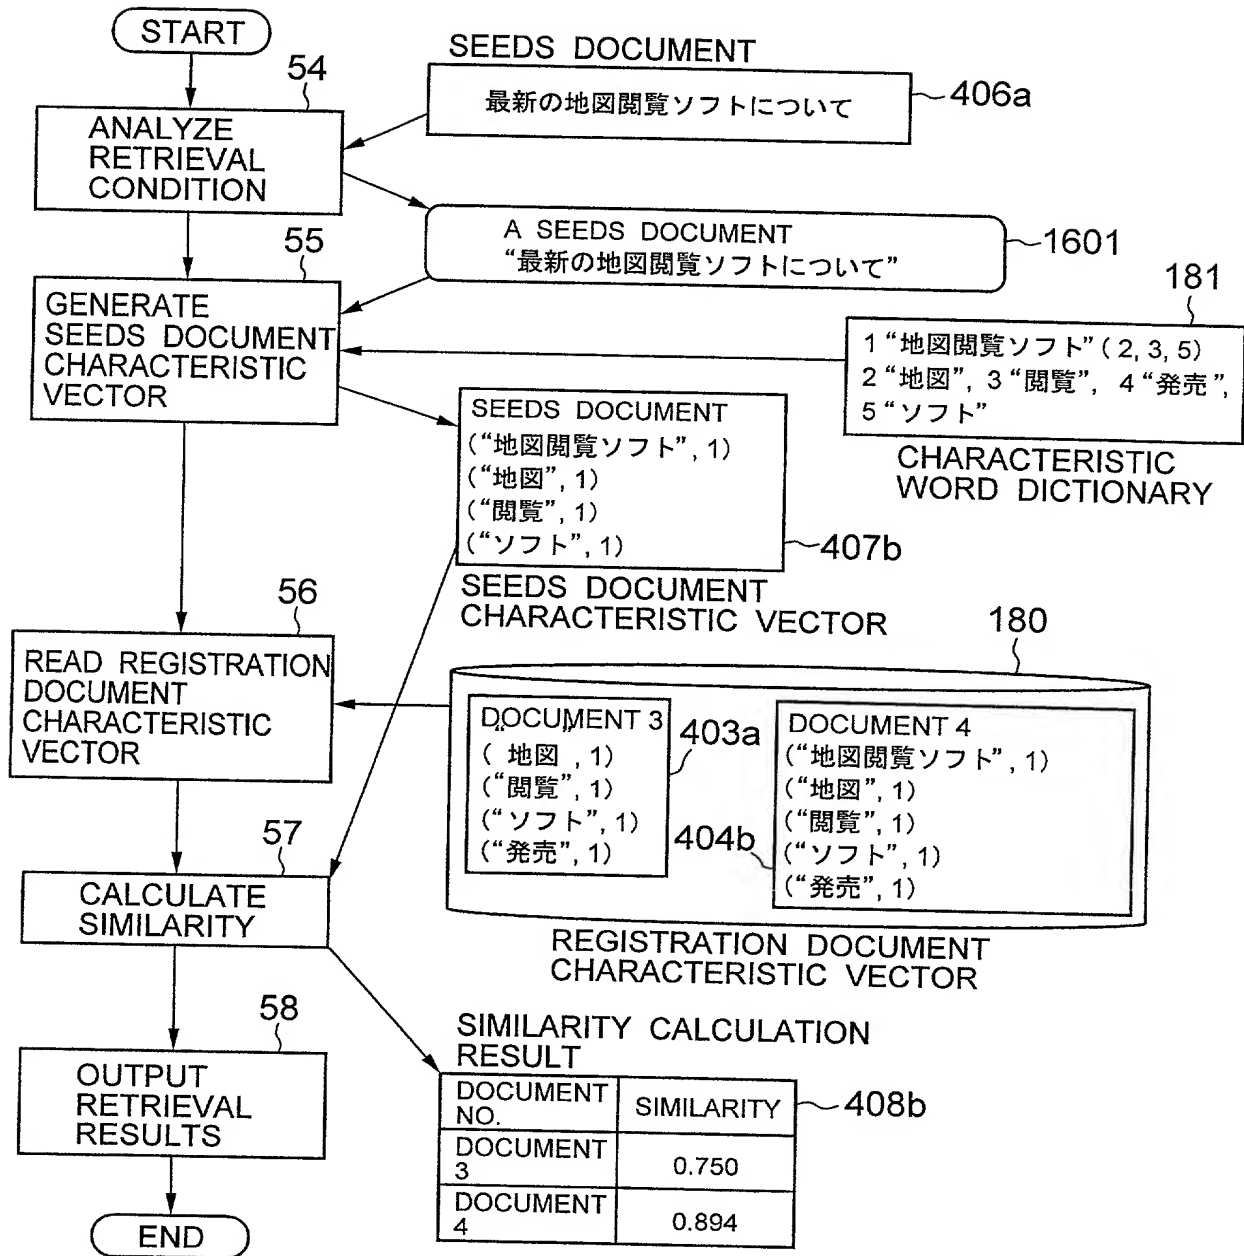 START
54
ANALYZE
RETRIEVAL
CONDITION
SEEDS DOCUMENT
最新の地図閲覧ソフトについて
406a
A SEEDS DOCUMENT
“最新の地図閲覧ソフトについて”
1601
55
GENERATE
SEEDS DOCUMENT
CHARACTERISTIC
VECTOR
181
1 “地図閲覧ソフト” ( 2, 3, 5)
2 “地図”, 3 “閲覧”, 4 “発売”,
5 “ソフト”
CHARACTERISTIC
WORD DICTIONARY
SEEDS DOCUMENT
(“地図閲覧ソフト”, 1)
(“地図”, 1)
(“閲覧”, 1)
(“ソフト”, 1)
407b
SEEDS DOCUMENT
CHARACTERISTIC VECTOR
56
READ REGISTRATION
DOCUMENT
CHARACTERISTIC
VECTOR
180
DOCUMENT 3
(“地図”, 1)
(“閲覧”, 1)
(“ソフト”, 1)
(“発売”, 1)
403a
DOCUMENT 4
(“地図閲覧ソフト”, 1)
(“地図”, 1)
(“閲覧”, 1)
(“ソフト”, 1)
(“発売”, 1)
404b
REGISTRATION DOCUMENT
CHARACTERISTIC VECTOR
57
CALCULATE
SIMILARITY
58
OUTPUT
RETRIEVAL
RESULTS
END
SIMILARITY CALCULATION
RESULT
DOCUMENT
NO.
SIMILARITY
408b
DOCUMENT
3
0.750
DOCUMENT
4
0.894